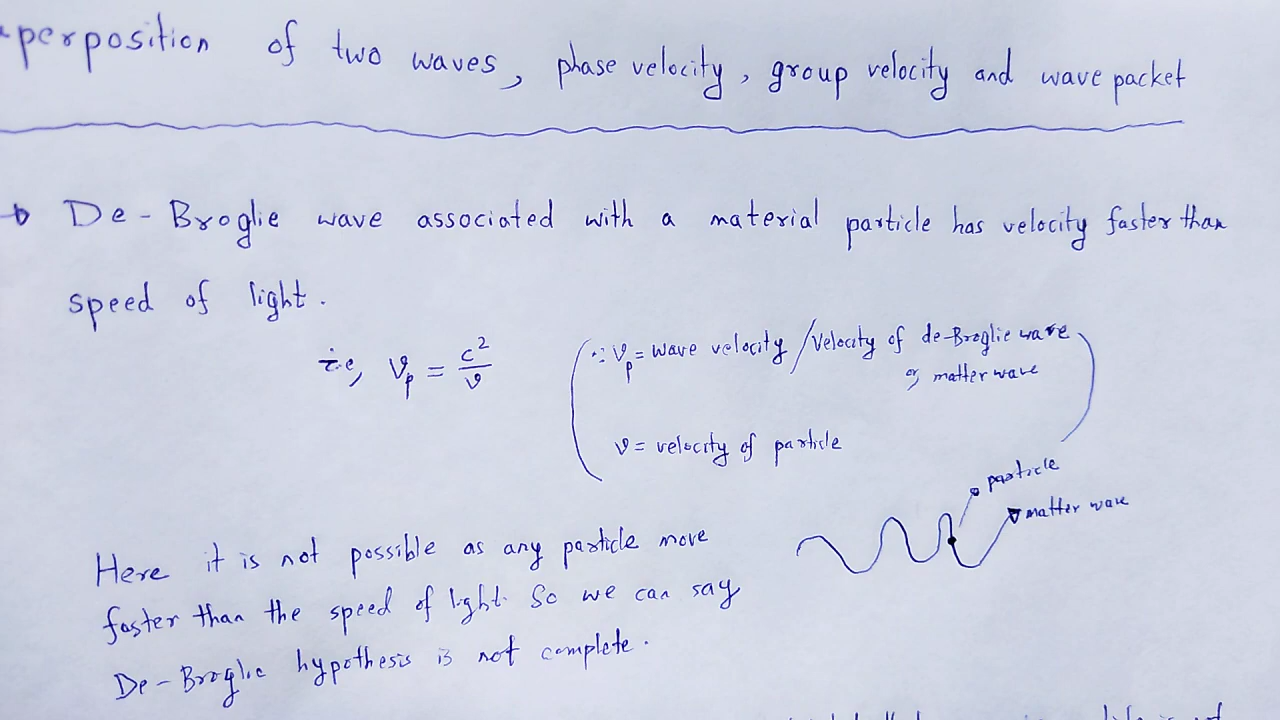 perposition of two waves, phase velocity, group velocity and wave packet
De-Broglie wave associated with a material particle has velocity faster than
speed of light.
i.e, Vp = c²/v (∵ Vp = wave velocity / Velocity of de-Broglie wave
or matter wave
v = velocity of particle)
particle
matter wave
Here it is not possible as any particle move
faster than the speed of light. So we can say
De-Broglie hypothesis is not complete.